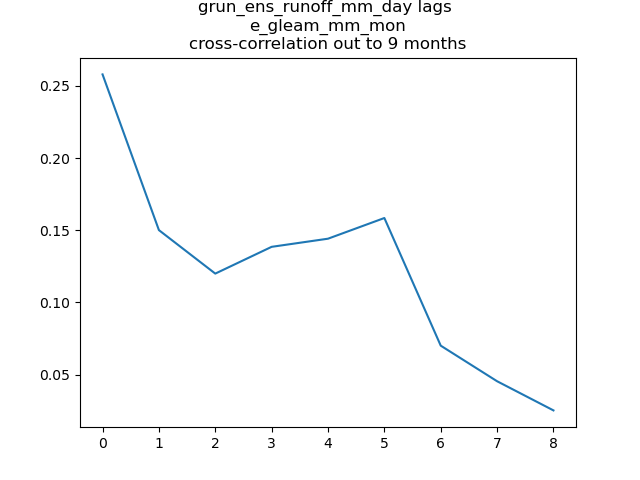 grun_ens_runoff_mm_day lags
e_gleam_mm_mon
cross-correlation out to 9 months
0.25
0.20
0.15
0.10
0.05
0 1 2 3 4 5 6 7 8